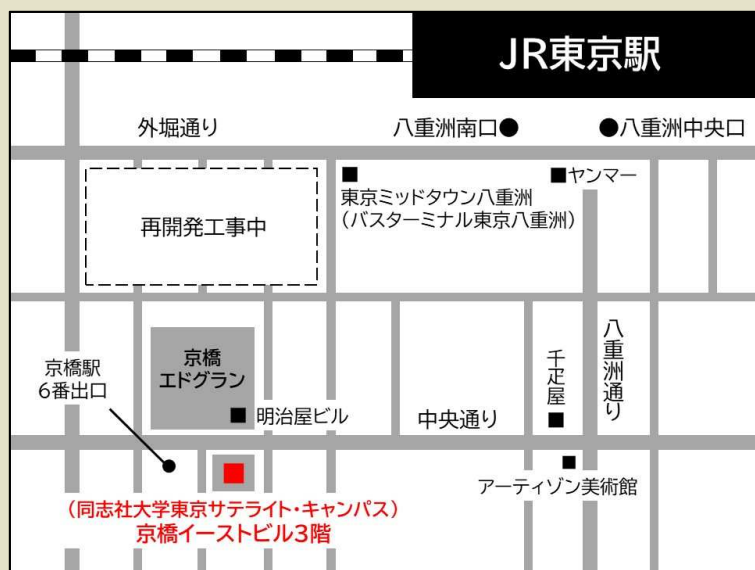 JR東京駅
外堀通り
八重洲南口●
●八重洲中央口
■東京ミッドタウン八重洲
(バスターミナル東京八重洲)
■ヤンマー
再開発工事中
京橋
エドグラン
京橋駅
6番出口
■明治屋ビル
中央通り
千疋屋
八重洲通り
アーティゾン美術館
(同志社大学東京サテライト・キャンパス)
京橋イーストビル3階